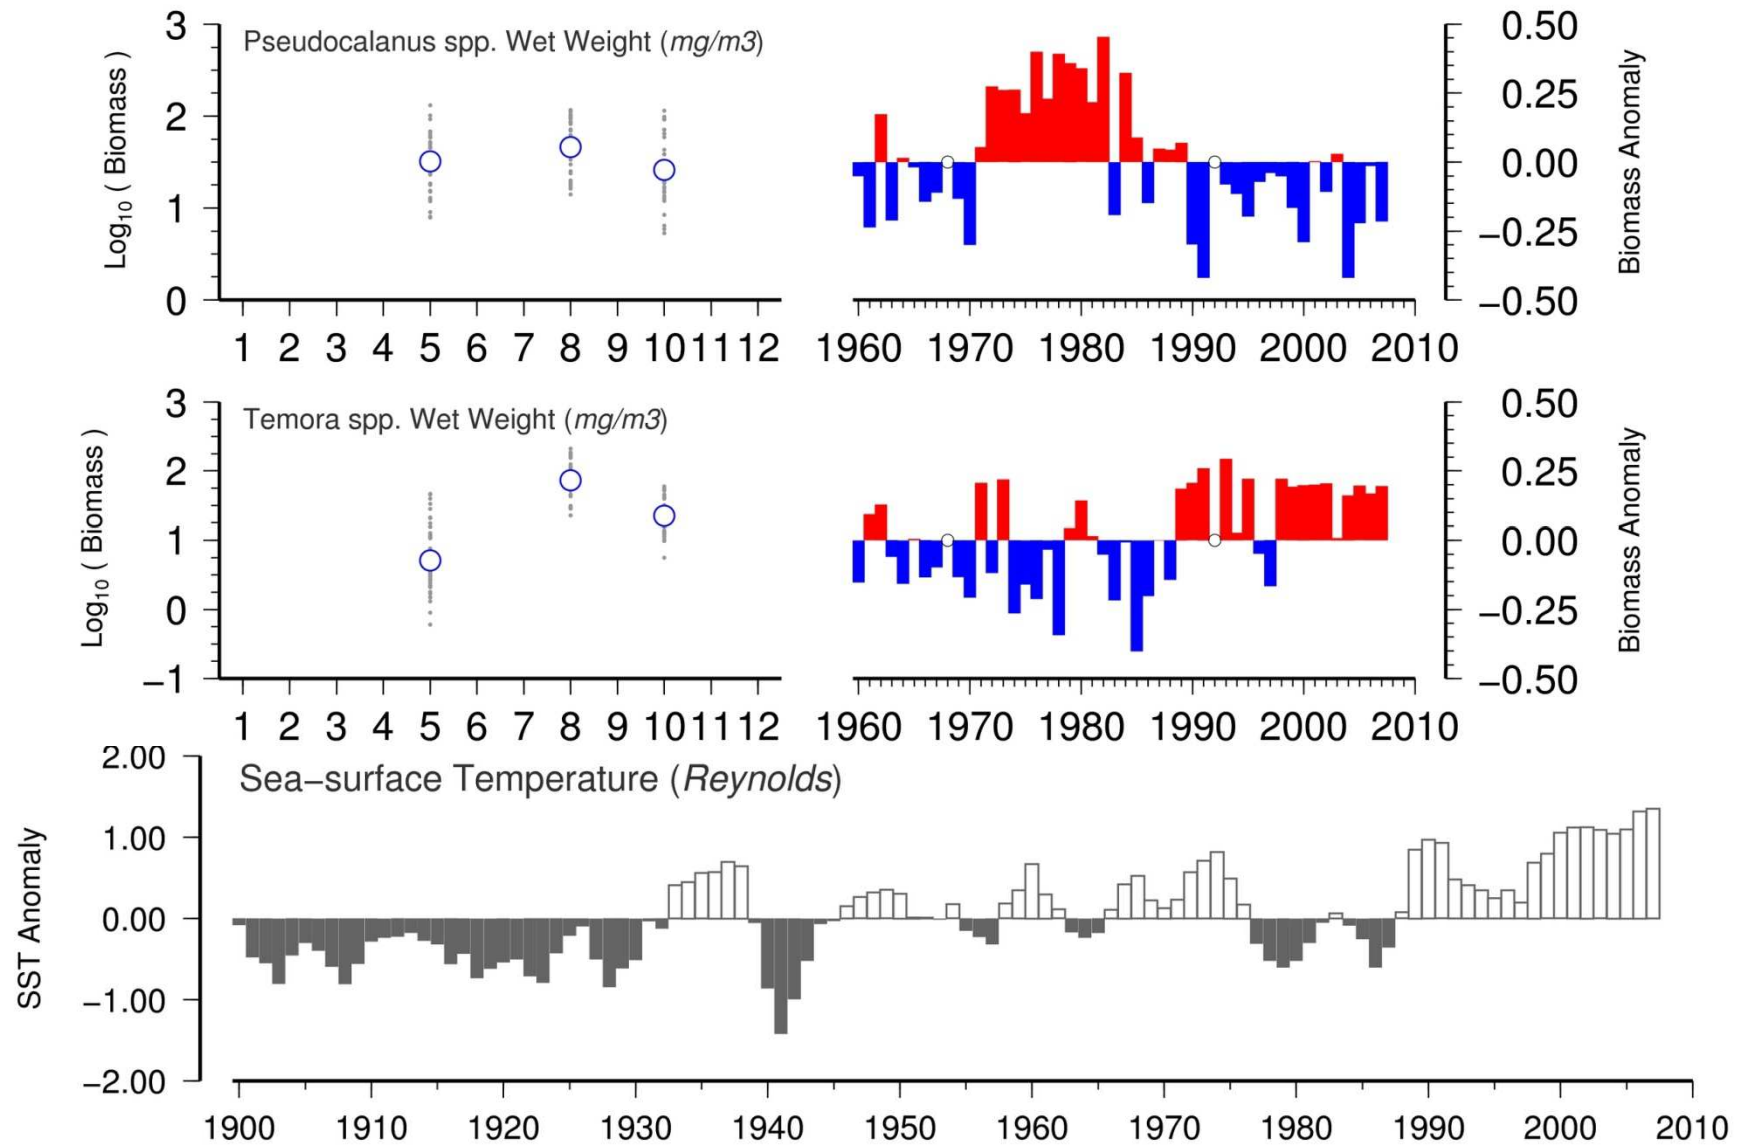 Pseudocalanus spp. Wet Weight (mg/m3)
Log10 ( Biomass )
3
2
1
0
1 2 3 4 5 6 7 8 9 10 11 12
1960 1970 1980 1990 2000 2010
0.50
0.25
0.00
−0.25
−0.50
Biomass Anomaly
Temora spp. Wet Weight (mg/m3)
Log10 ( Biomass )
3
2
1
0
−1
1 2 3 4 5 6 7 8 9 10 11 12
1960 1970 1980 1990 2000 2010
0.50
0.25
0.00
−0.25
−0.50
Biomass Anomaly
Sea−surface Temperature (Reynolds)
SST Anomaly
2.00
1.00
0.00
−1.00
−2.00
1900 1910 1920 1930 1940 1950 1960 1970 1980 1990 2000 2010